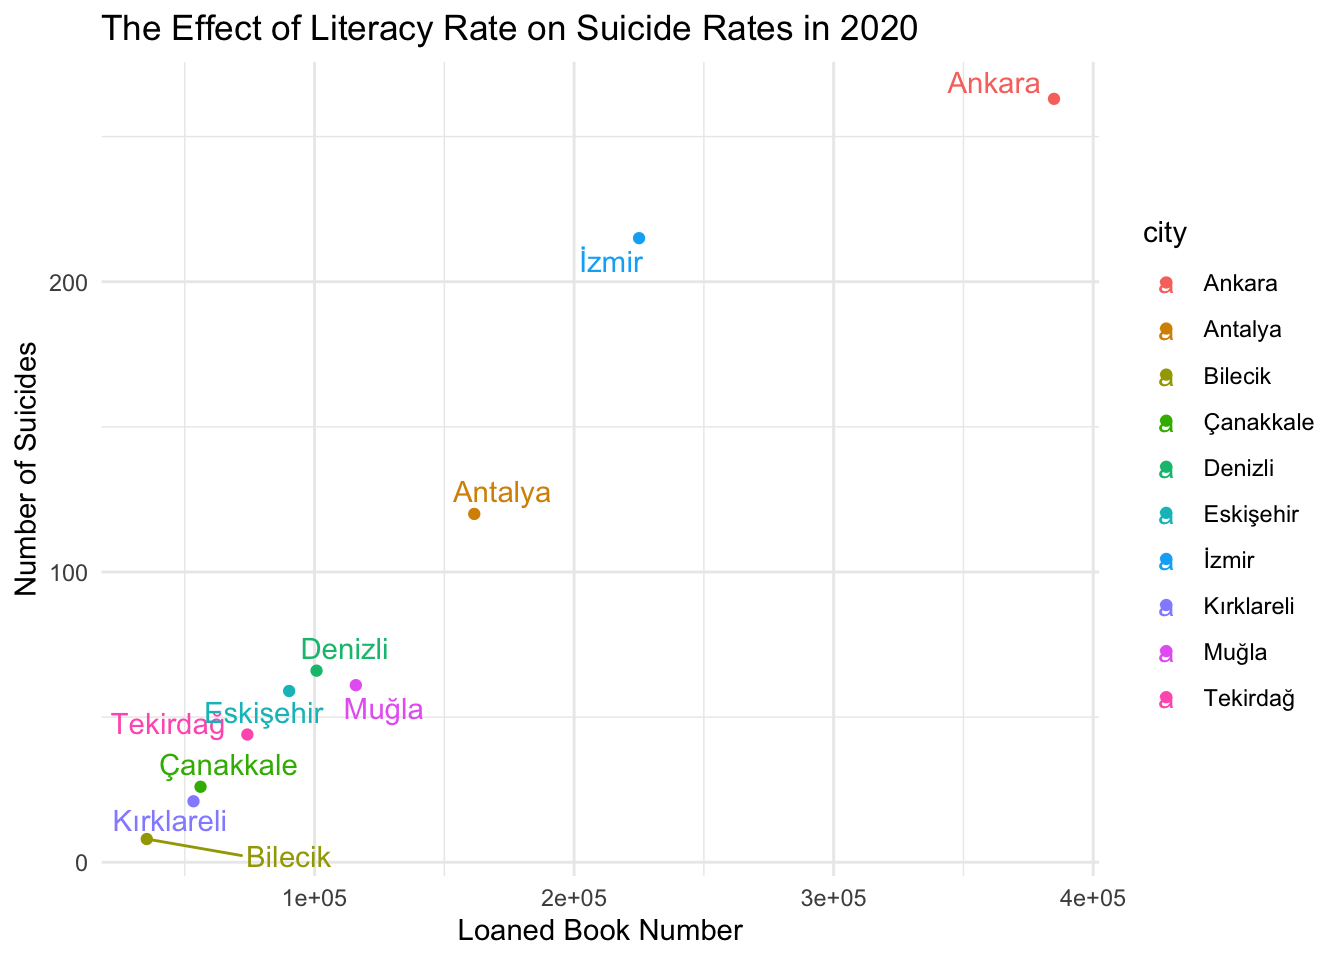 The Effect of Literacy Rate on Suicide Rates in 2020
Ankara
İzmir
Antalya
Denizli
Muğla
Eskişehir
Tekirdağ
Çanakkale
Kırklareli
Bilecik
200
100
0
Number of Suicides
1e+05
2e+05
3e+05
4e+05
Loaned Book Number
city
a Ankara
a Antalya
a Bilecik
a Çanakkale
a Denizli
a Eskişehir
a İzmir
a Kırklareli
a Muğla
a Tekirdağ